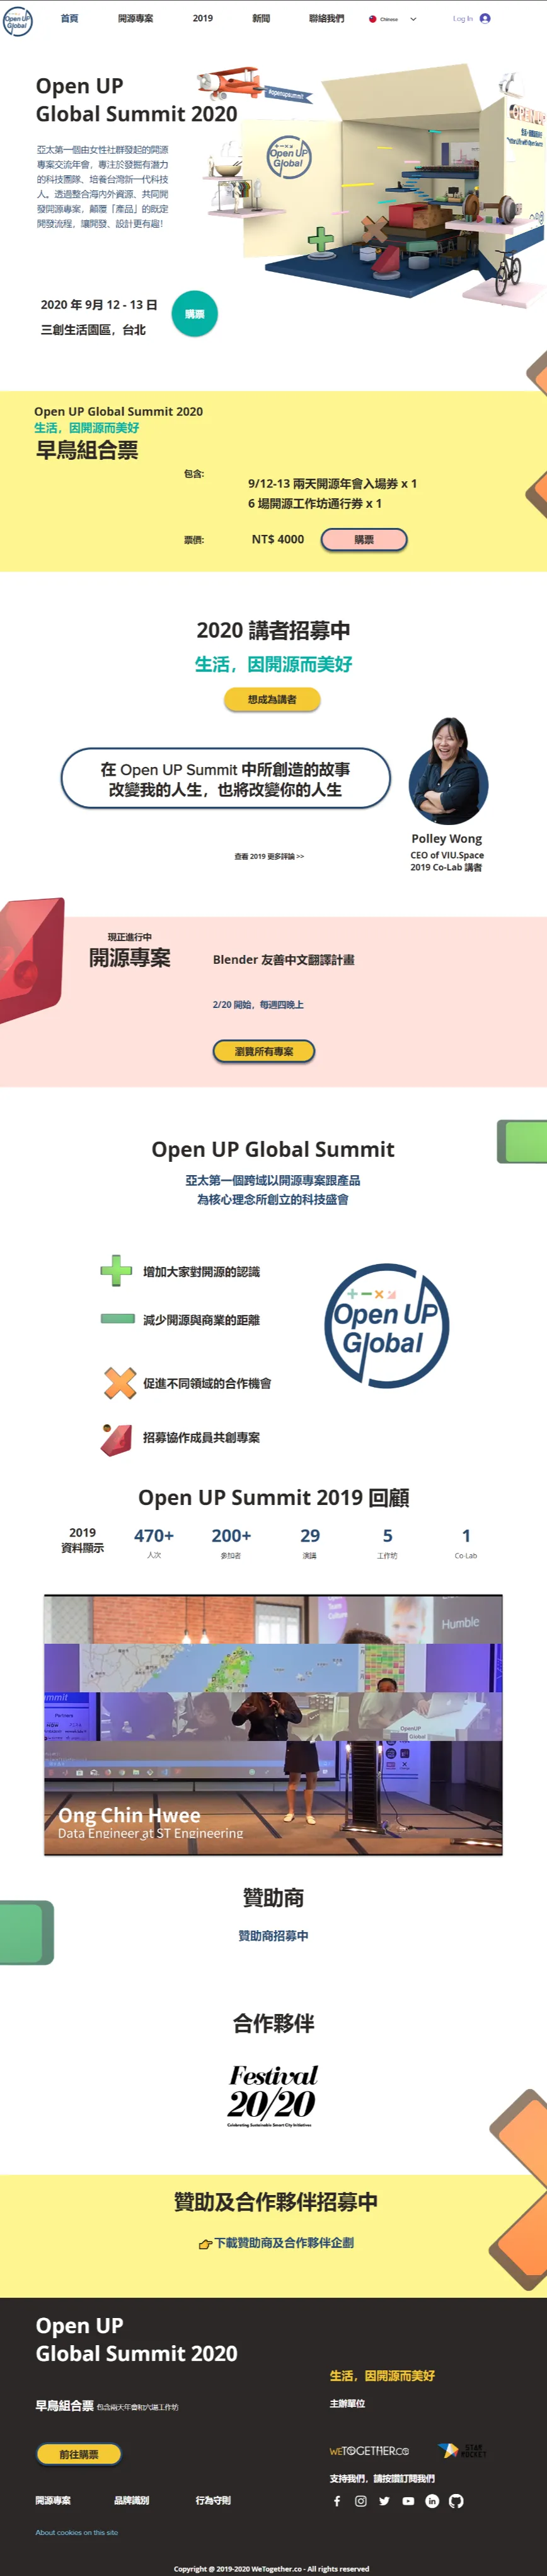 Open UP Global
首頁
開源專案
2019
新聞
聯絡我們
Chinese
Log In
Open UP
Global Summit 2020
#openupsummit
亞太第一個由女性社群發起的開源
專案交流年會，專注於發掘有潛力
的科技團隊、培養台灣新一代科技
人。透過整合海內外資源、共同開
發開源專案，顛覆「產品」的既定
開發流程，讓開發、設計更有趣！
Open UP
Global
2020 年 9月 12 - 13 日
三創生活園區，台北
購票
Open UP Global Summit 2020
生活，因開源而美好
早鳥組合票
包含:
9/12-13 兩天開源年會入場券 x 1
6 場開源工作坊通行券 x 1
票價:
NT$ 4000
購票
2020 講者招募中
生活，因開源而美好
想成為講者
在 Open UP Summit 中所創造的故事
改變我的人生，也將改變你的人生
Polley Wong
CEO of VIU.Space
2019 Co-Lab 講者
查看 2019 更多評論 >>
現正進行中
開源專案
Blender 友善中文翻譯計畫
2/20 開始，每週四晚上
瀏覽所有專案
Open UP Global Summit
亞太第一個跨域以開源專案跟產品
為核心理念所創立的科技盛會
增加大家對開源的認識
減少開源與商業的距離
促進不同領域的合作機會
招募協作成員共創專案
Open UP
Global
Open UP Summit 2019 回顧
2019
資料顯示
470+
人次
200+
參加者
29
演講
5
工作坊
1
Co-Lab
Culture
Humble
ummit
Partners
OpenUP
Global
Ong Chin Hwee
Data Engineer at ST Engineering
贊助商
贊助商招募中
合作夥伴
Festival
20/20
Celebrating Sustainable Smart City Initiatives
贊助及合作夥伴招募中
下載贊助商及合作夥伴企劃
Open UP
Global Summit 2020
生活，因開源而美好
主辦單位
早鳥組合票 包含兩天年會和六場工作坊
前往購票
WETOGETHER.CO
STAR
ROCKET
支持我們，請按讚訂閱我們
開源專案
品牌識別
行為守則
About cookies on this site
Copyright @ 2019-2020 WeTogether.co - All rights reserved